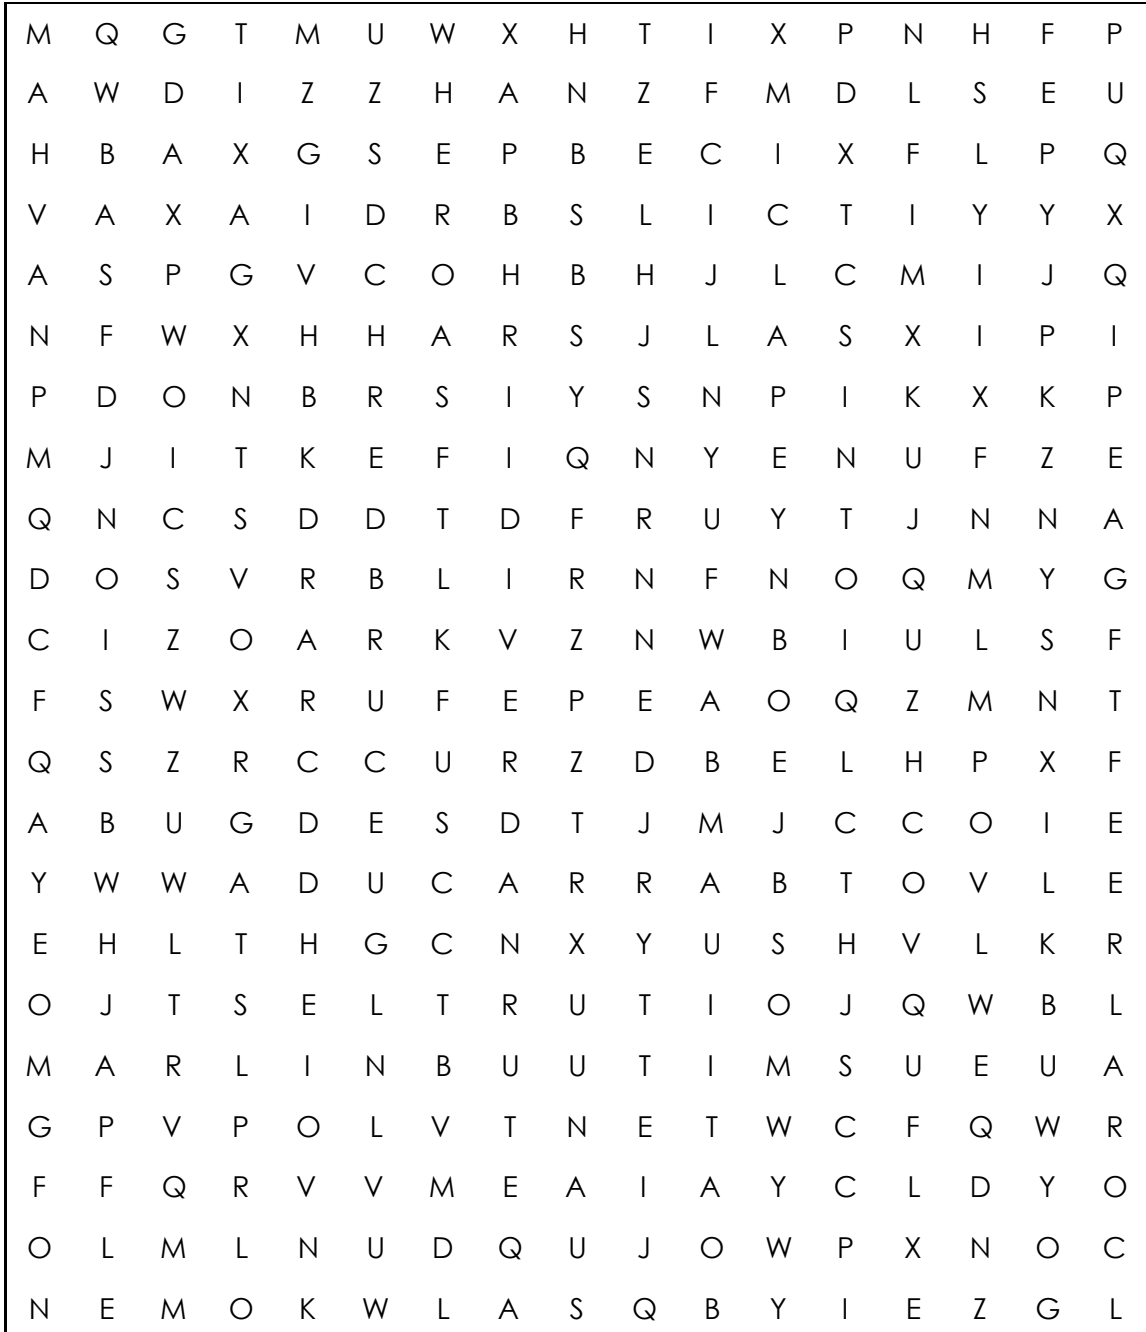 M Q G T M U W X H T I X P N H F P
A W D I Z Z H A N Z F M D L S E U
H B A X G S E P B E C I X F L P Q
V A X A I D R B S L I C T I Y Y X
A S P G V C O H B H J L C M I J Q
N F W X H H A R S J L A S X I P I
P D O N B R S I Y S N P I K X K P
M J I T K E F I Q N Y E N U F Z E
Q N C S D D T D F R U Y T J N N A
D O S V R B L I R N F N O Q M Y G
C I Z O A R K V Z N W B I U L S F
F S W X R U F E P E A O Q Z M N T
Q S Z R C C U R Z D B E L H P X F
A B U G D E S D T J M J C C O I E
Y W W A D U C A R R A B T O V L E
E H L T H G C N X Y U S H V L K R
O J T S E L T R U T I O J Q W B L
M A R L I N B U U T I M S U E U A
G P V P O L V T N E T W C F Q W R
F F Q R V V M E A I A Y C L D Y O
O L M L N U D Q U J O W P X N O C
N E M O K W L A S Q B Y I E Z G L